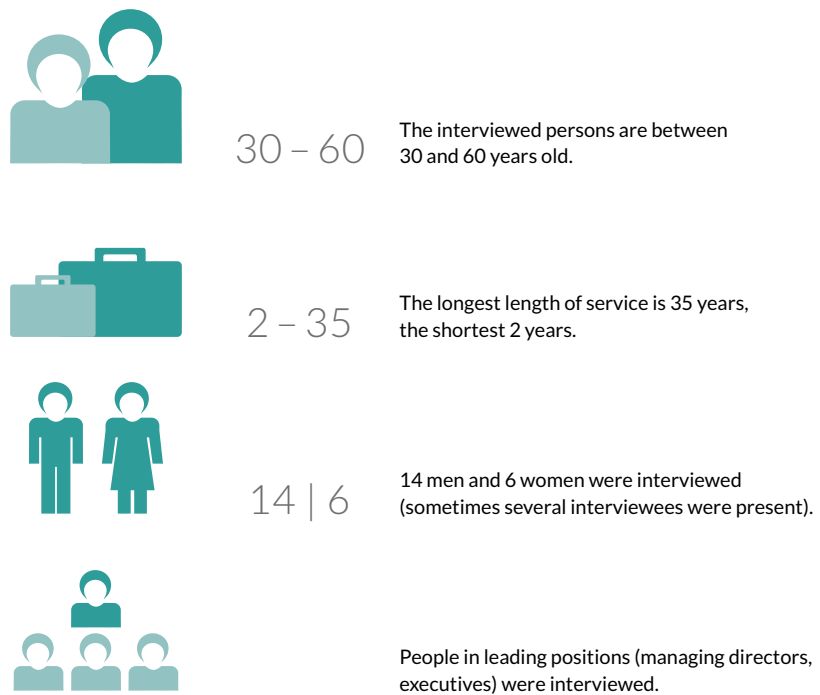 30 – 60
The interviewed persons are between
30 and 60 years old.
2 – 35
The longest length of service is 35 years,
the shortest 2 years.
14 | 6
14 men and 6 women were interviewed
(sometimes several interviewees were present).
People in leading positions (managing directors,
executives) were interviewed.